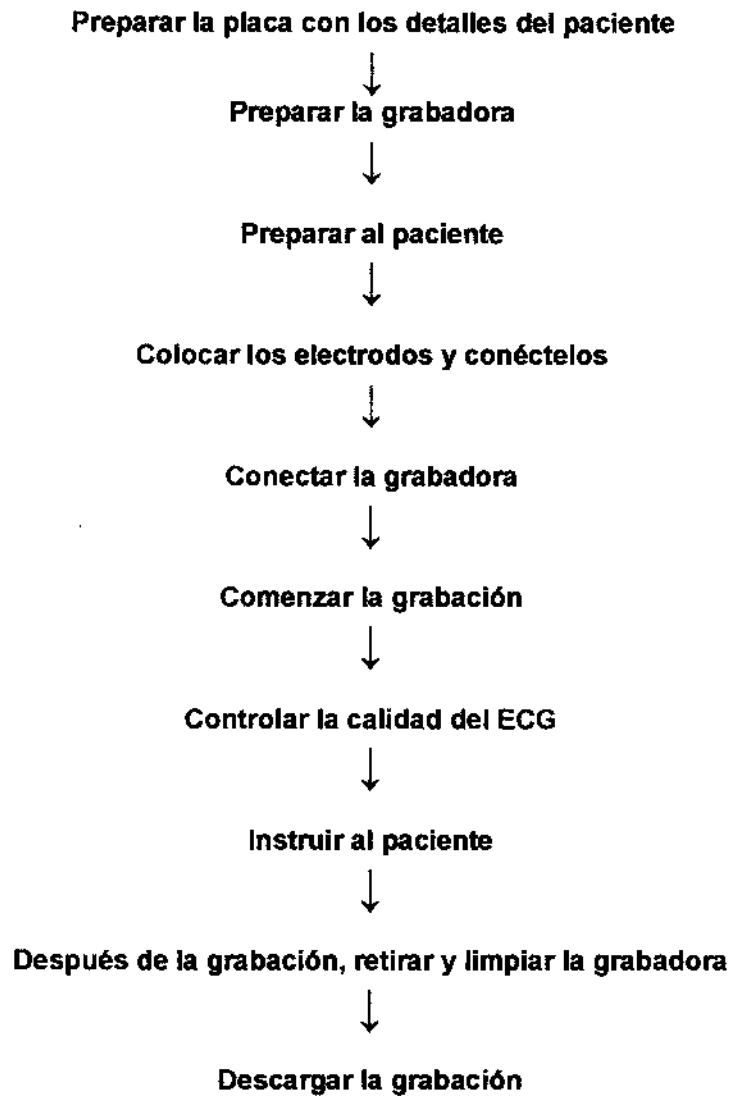 Preparar la placa con los detalles del paciente
Preparar la grabadora
Preparar al paciente
Colocar los electrodos y conéctelos
Conectar la grabadora
Comenzar la grabación
Controlar la calidad del ECG
Instruir al paciente
Después de la grabación, retirar y limpiar la grabadora
Descargar la grabación